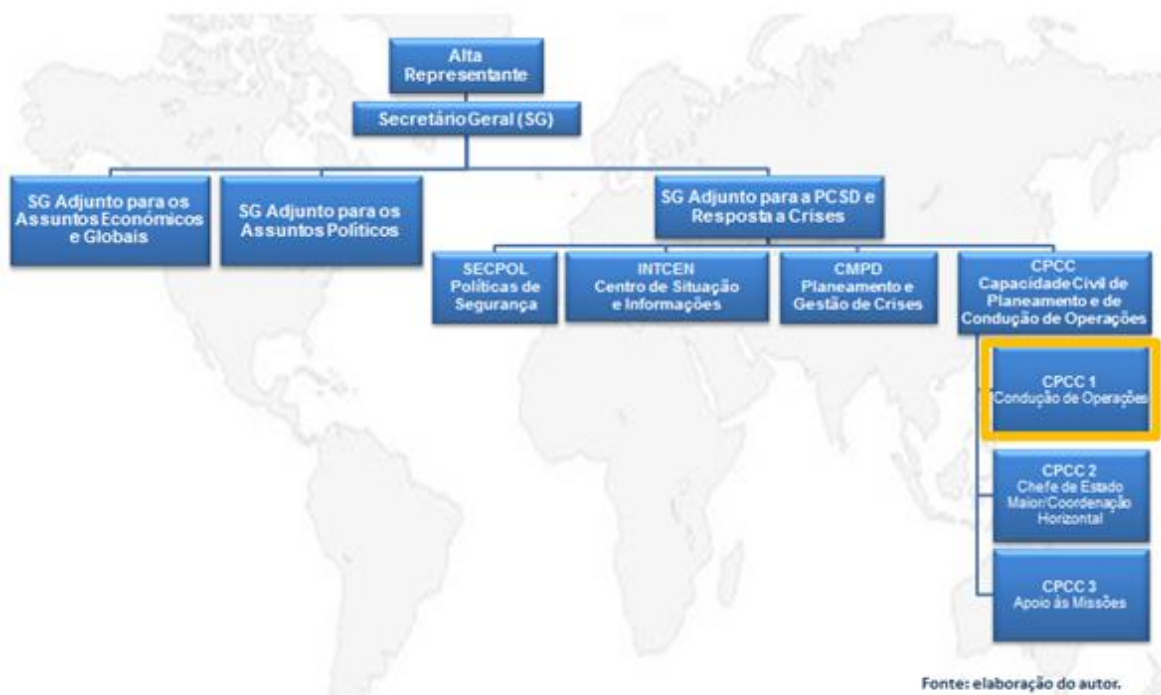 Alta
Representante
Secretário Geral (SG)
SG Adjunto para os
Assuntos Económicos
e Globais
SG Adjunto para os
Assuntos Políticos
SG Adjunto para a PCSD e
Resposta a Crises
SECPOL
Políticas de
Segurança
INTCEN
Centro de Situação
e Informações
CMPD
Planeamento e
Gestão de Crises
CPCC
Capacidade Civil de
Planeamento e de
Condução de Operações
CPCC 1
Condução de Operações
CPCC 2
Chefe de Estado
Maior/Coordenação
Horizontal
CPCC 3
Apoio ás Missões
Fonte: elaboração do autor.